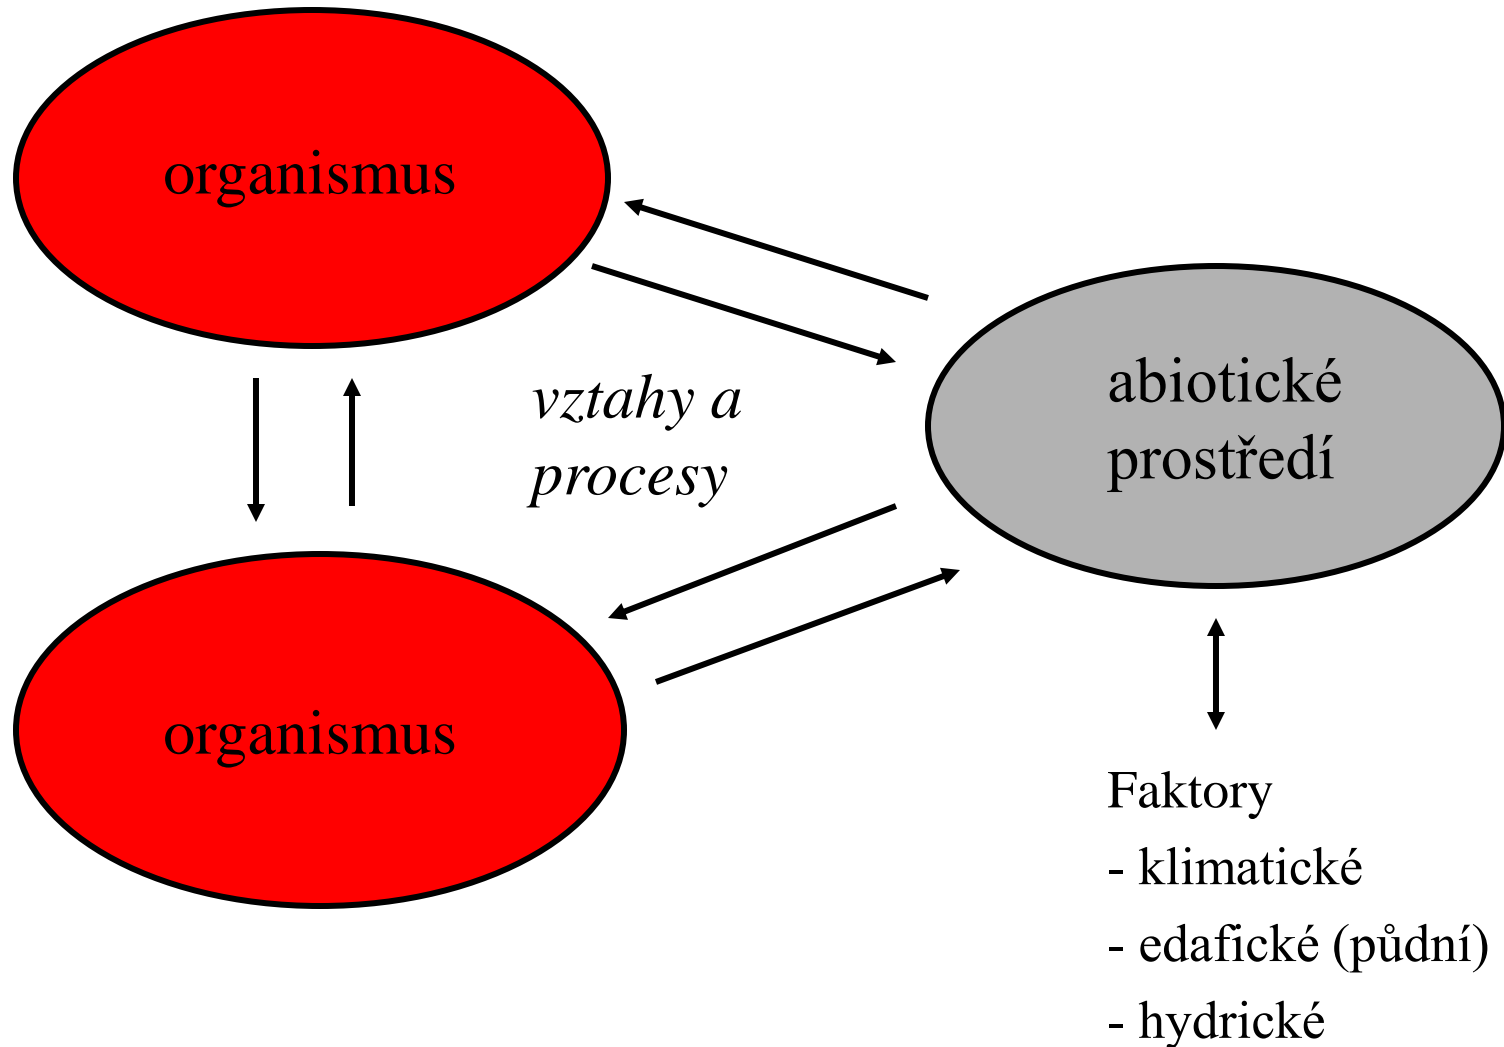 organismus
vztahy a
procesy
abiotické
prostředí
organismus
Faktory
- klimatické
- edafické (půdní)
- hydrické